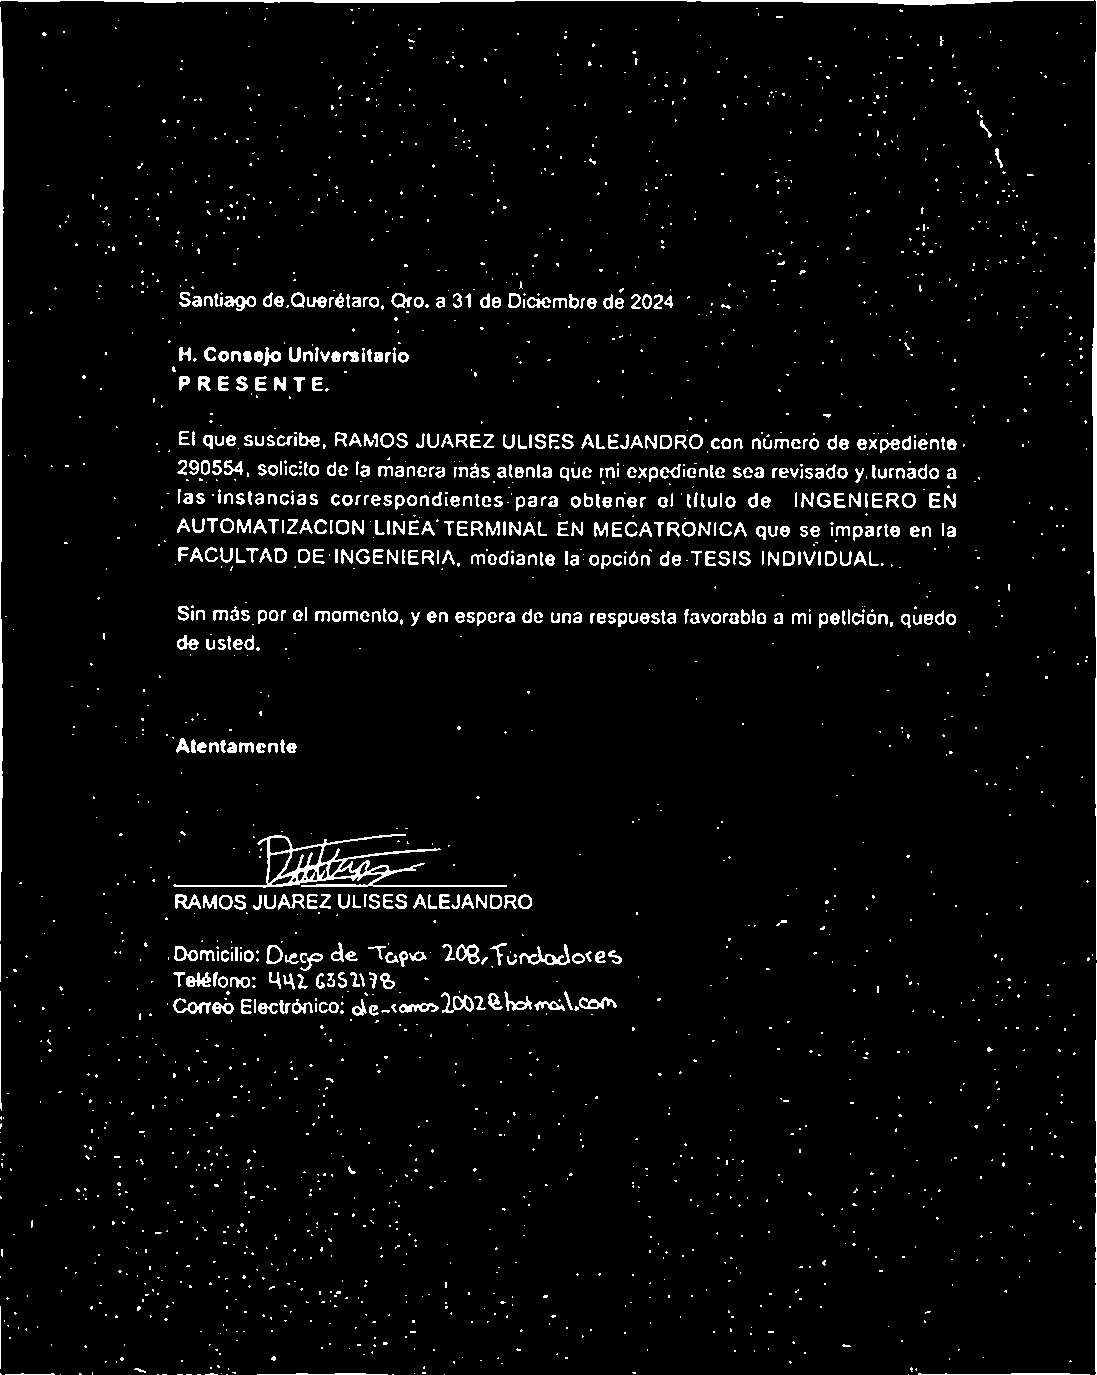 Santiago de Querétaro, Qro. a 31 de Diciembre de 2024
H. Consejo Universitario
P R E S E N T E.
El que suscribe, RAMOS JUAREZ ULISES ALEJANDRO con número de expediente
290554, solicito de la manera más atenta que mi expediente sea revisado y turnado a
las instancias correspondientes para obtener el título de INGENIERO EN
AUTOMATIZACION LINEA TERMINAL EN MECATRONICA que se imparte en la
FACULTAD DE INGENIERIA, mediante la opción de TESIS INDIVIDUAL.
Sin más por el momento, y en espera de una respuesta favorable a mi petición, quedo
de usted.
Atentamente
RAMOS JUAREZ ULISES ALEJANDRO
Domicilio: Diego de Tapia 208, Fundadores
Teléfono: 442 6352178
Correo Electrónico: ale-ramos2002@hotmail.com